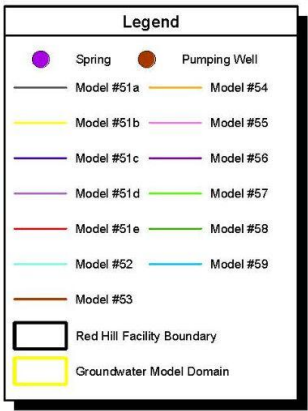 Legend
Spring Pumping Well
Model #51a Model #54
Model #51b Model #55
Model #51c Model #56
Model #51d Model #57
Model #51e Model #58
Model #52 Model #59
Model #53
Red Hill Facility Boundary
Groundwater Model Domain